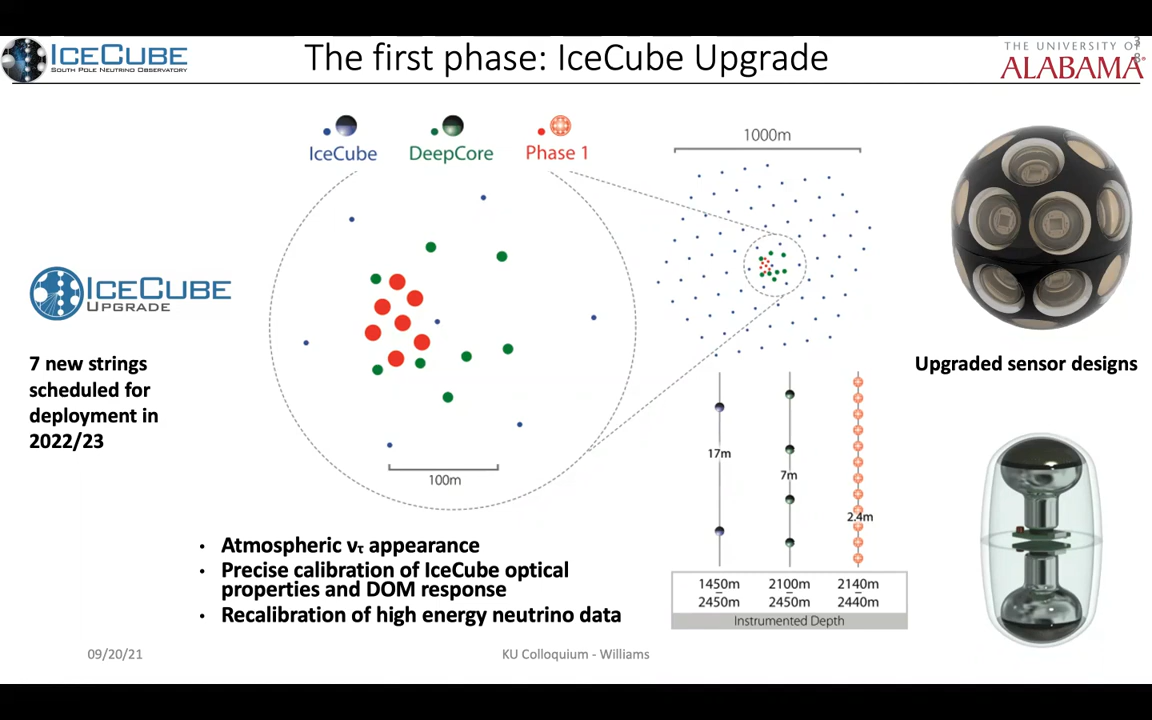 ICECUBE
SOUTH POLE NEUTRINO OBSERVATORY
The first phase: IceCube Upgrade
THE UNIVERSITY OF
ALABAMA
IceCube
DeepCore
Phase 1
1000m
ICECUBE
UPGRADE
7 new strings
scheduled for
deployment in
2022/23
100m
Upgraded sensor designs
17m
7m
2.4m
1450m
2450m
2100m
2450m
2140m
2440m
Instrumented Depth
• Atmospheric ντ appearance
• Precise calibration of IceCube optical
properties and DOM response
• Recalibration of high energy neutrino data
09/20/21
KU Colloquium - Williams